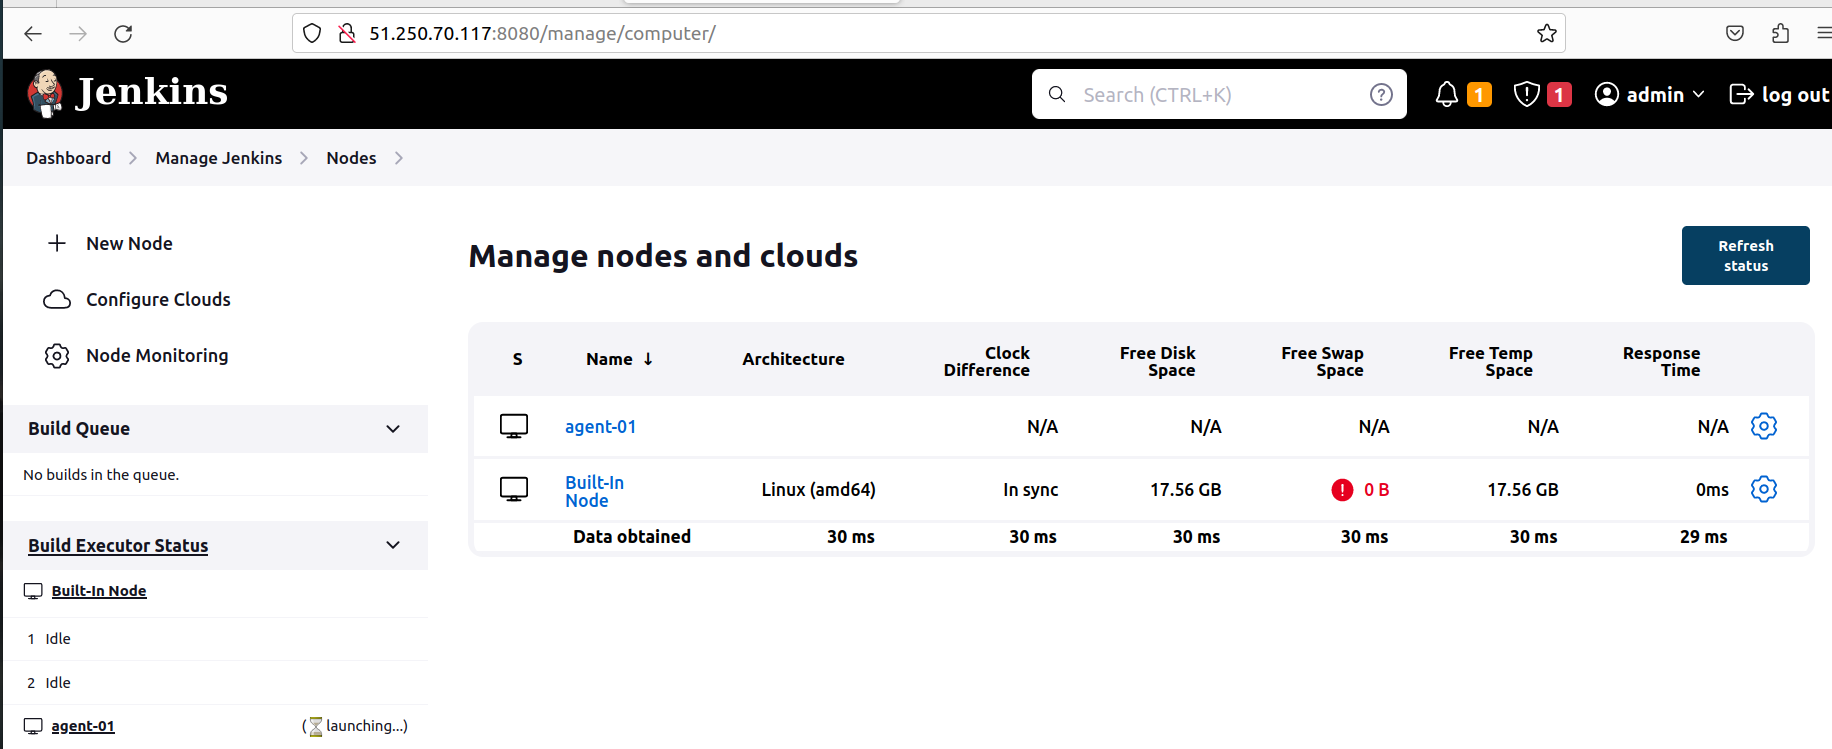 51.250.70.117:8080/manage/computer/
Jenkins
Search (CTRL+K)
1
1
admin
log out
Dashboard
Manage Jenkins
Nodes
New Node
Configure Clouds
Node Monitoring
Build Queue
No builds in the queue.
Build Executor Status
Built-In Node
1 Idle
2 Idle
agent-01 (launching...)
Manage nodes and clouds
Refresh
status
S Name ↓ Architecture Clock Difference Free Disk Space Free Swap Space Free Temp Space Response Time
agent-01 N/A N/A N/A N/A N/A
Built-In Node Linux (amd64) In sync 17.56 GB 0 B 17.56 GB 0ms
Data obtained 30 ms 30 ms 30 ms 30 ms 30 ms 29 ms